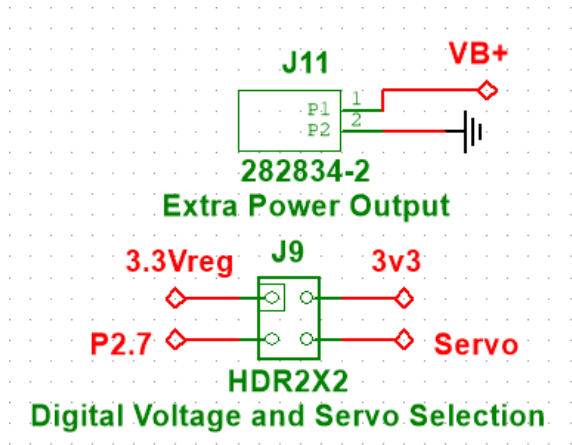 VB+
J11
P1 1
P2 2
282834-2
Extra Power Output
J9
3.3Vreg 3v3
P2.7 Servo
HDR2X2
Digital Voltage and Servo Selection